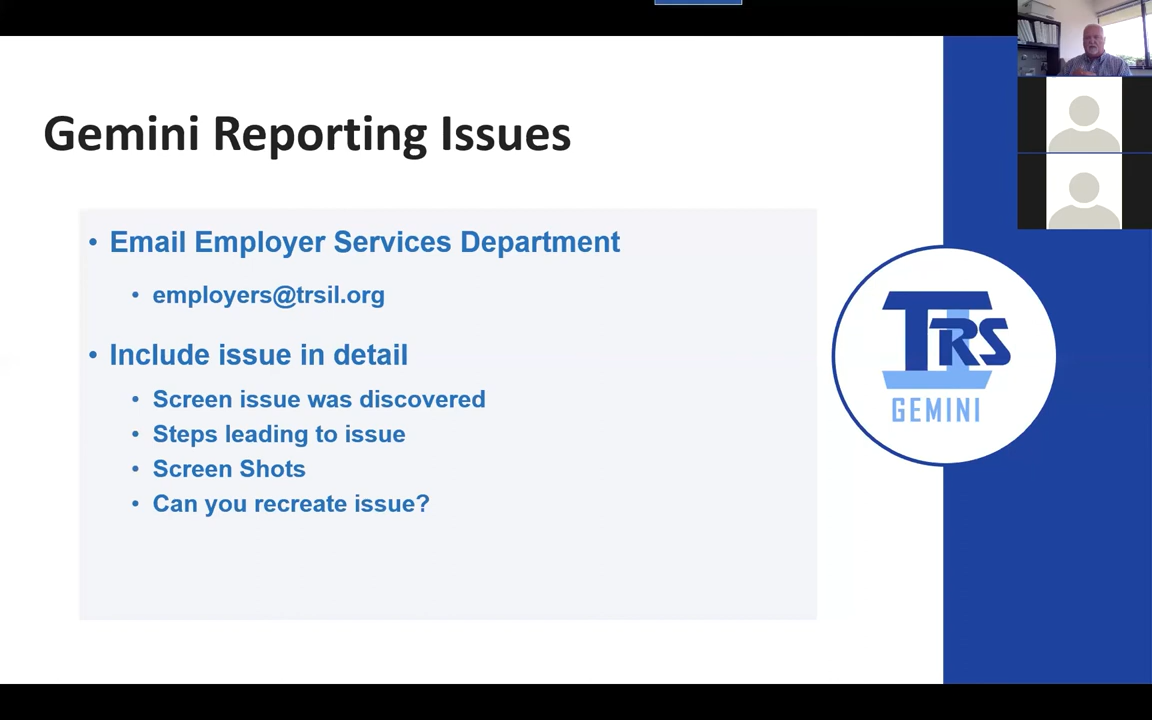 Gemini Reporting Issues
• Email Employer Services Department
• employers@trsil.org
• Include issue in detail
• Screen issue was discovered
• Steps leading to issue
• Screen Shots
• Can you recreate issue?
TRS
GEMINI